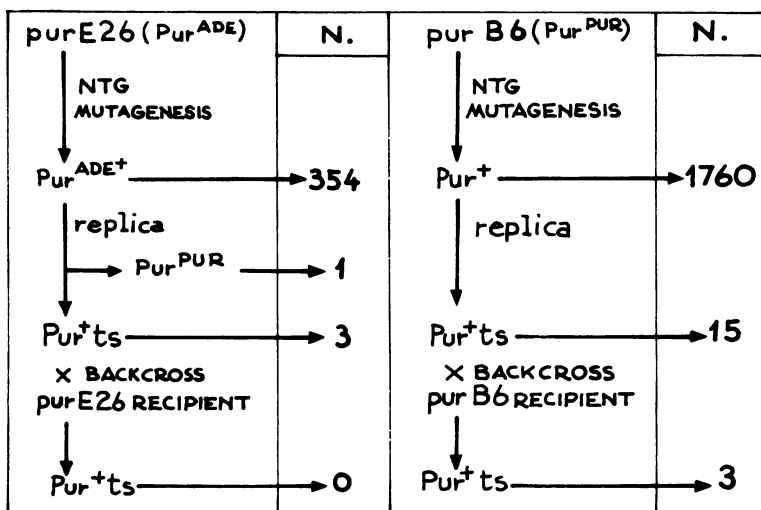 purE26 (Pur^ADE) N.
NTG
MUTAGENESIS
Pur^ADE+ 354
replica
Pur^PUR 1
Pur^+ts 3
x BACKCROSS
purE26 RECIPIENT
Pur^+ts 0
pur B6 (Pur^PUR) N.
NTG
MUTAGENESIS
Pur^+ 1760
replica
Pur^+ts 15
x BACKCROSS
pur B6 RECIPIENT
Pur^+ts 3